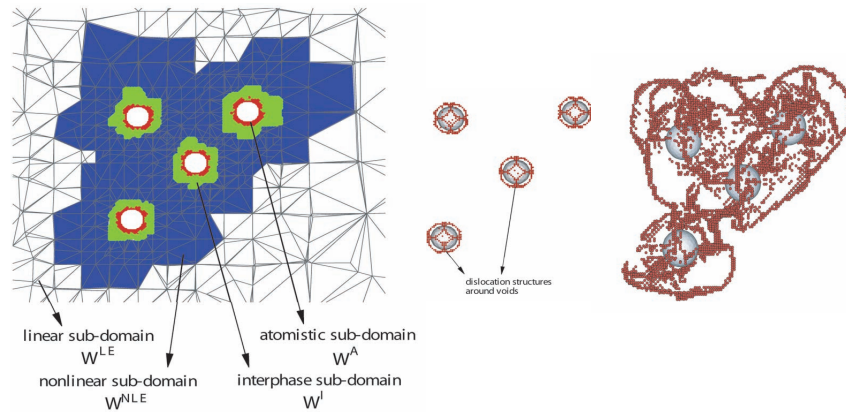 linear sub-domain
W^LE
nonlinear sub-domain
W^NLE
atomistic sub-domain
W^A
interphase sub-domain
W^I
dislocation structures
around voids